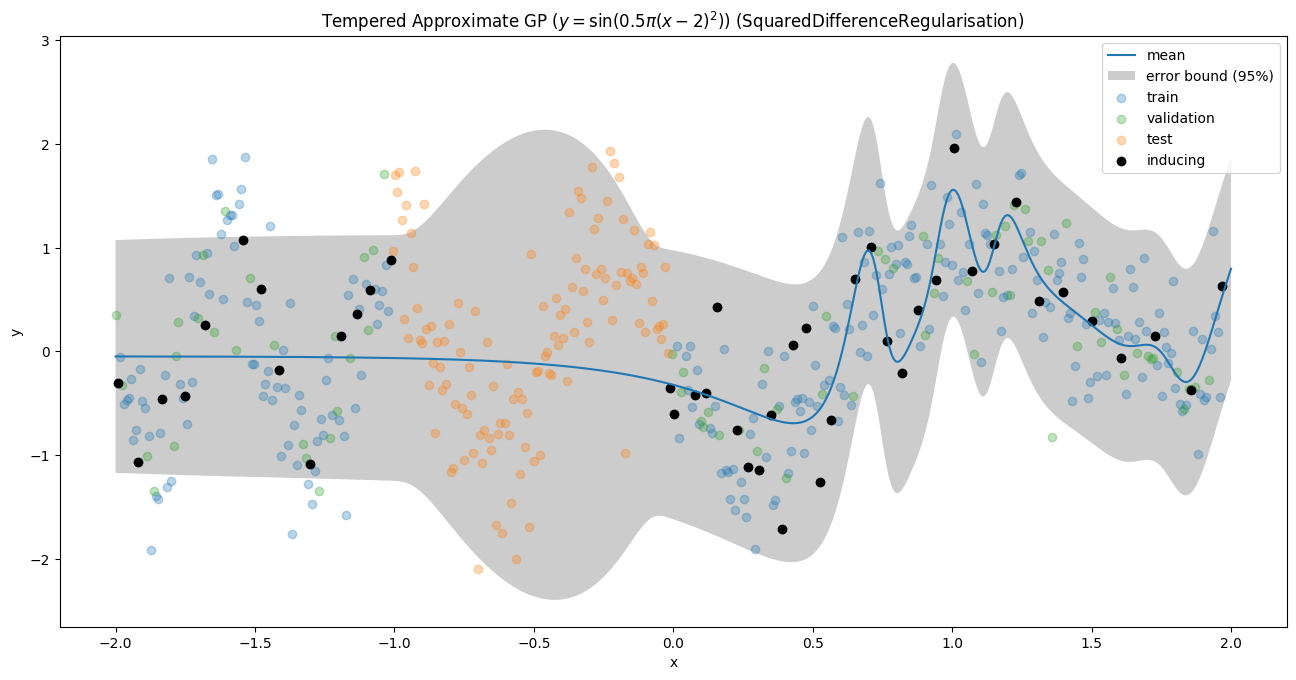 Tempered Approximate GP (y = sin(0.5π(x − 2)²)) (SquaredDifferenceRegularisation)
mean
error bound (95%)
train
validation
test
inducing
3
2
1
0
−1
−2
y
−2.0 −1.5 −1.0 −0.5 0.0 0.5 1.0 1.5 2.0
x